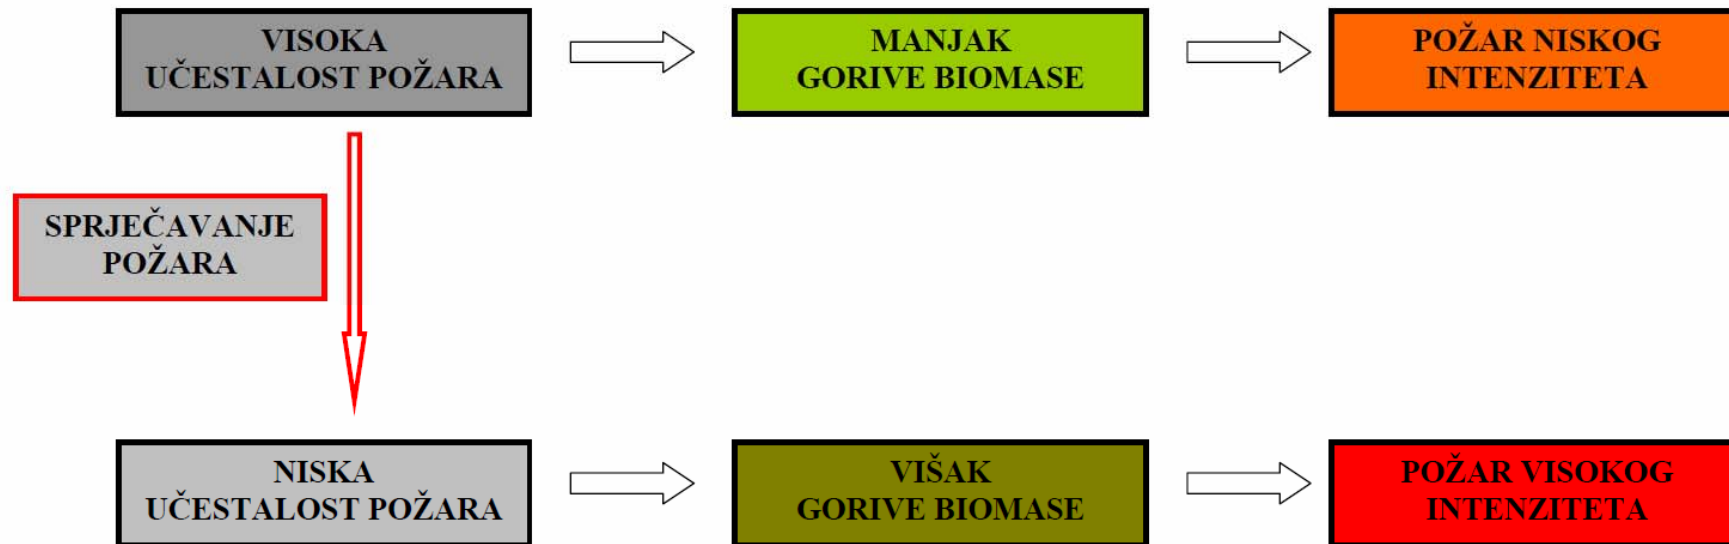 VISOKA
UČESTALOST POŽARA
MANJAK
GORIVE BIOMASE
POŽAR NISKOG
INTENZITETA
SPRJEČAVANJE
POŽARA
NISKA
UČESTALOST POŽARA
VIŠAK
GORIVE BIOMASE
POŽAR VISOKOG
INTENZITETA